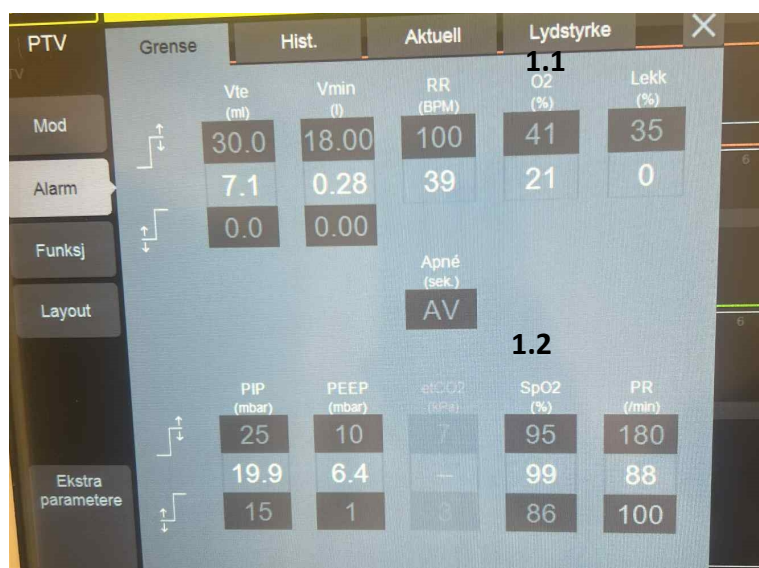 PTV
Grense
Hist.
Aktuell
Lydstyrke
X
1.1
Mod
Alarm
Funksj
Layout
Ekstra
parametere
Vte Vmin RR O2 Lekk
(ml) (l) (BPM) (%) (%)
30.0 18.00 100 41 35
7.1 0.28 39 21 0
0.0 0.00
Apné
(sek.)
AV
1.2
PIP PEEP etCO2 SpO2 PR
(mbar) (mbar) (kPa) (%) (/min)
25 10 7 95 180
19.9 6.4 – 99 88
15 1 86 100
6
6